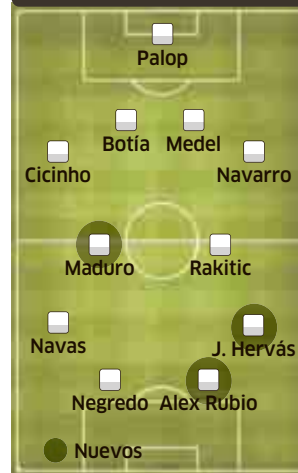 Palop
Botía Medel
Cicinho Navarro
Maduro Rakitic
Navas J. Hervás
Negredo Alex Rubio
Nuevos